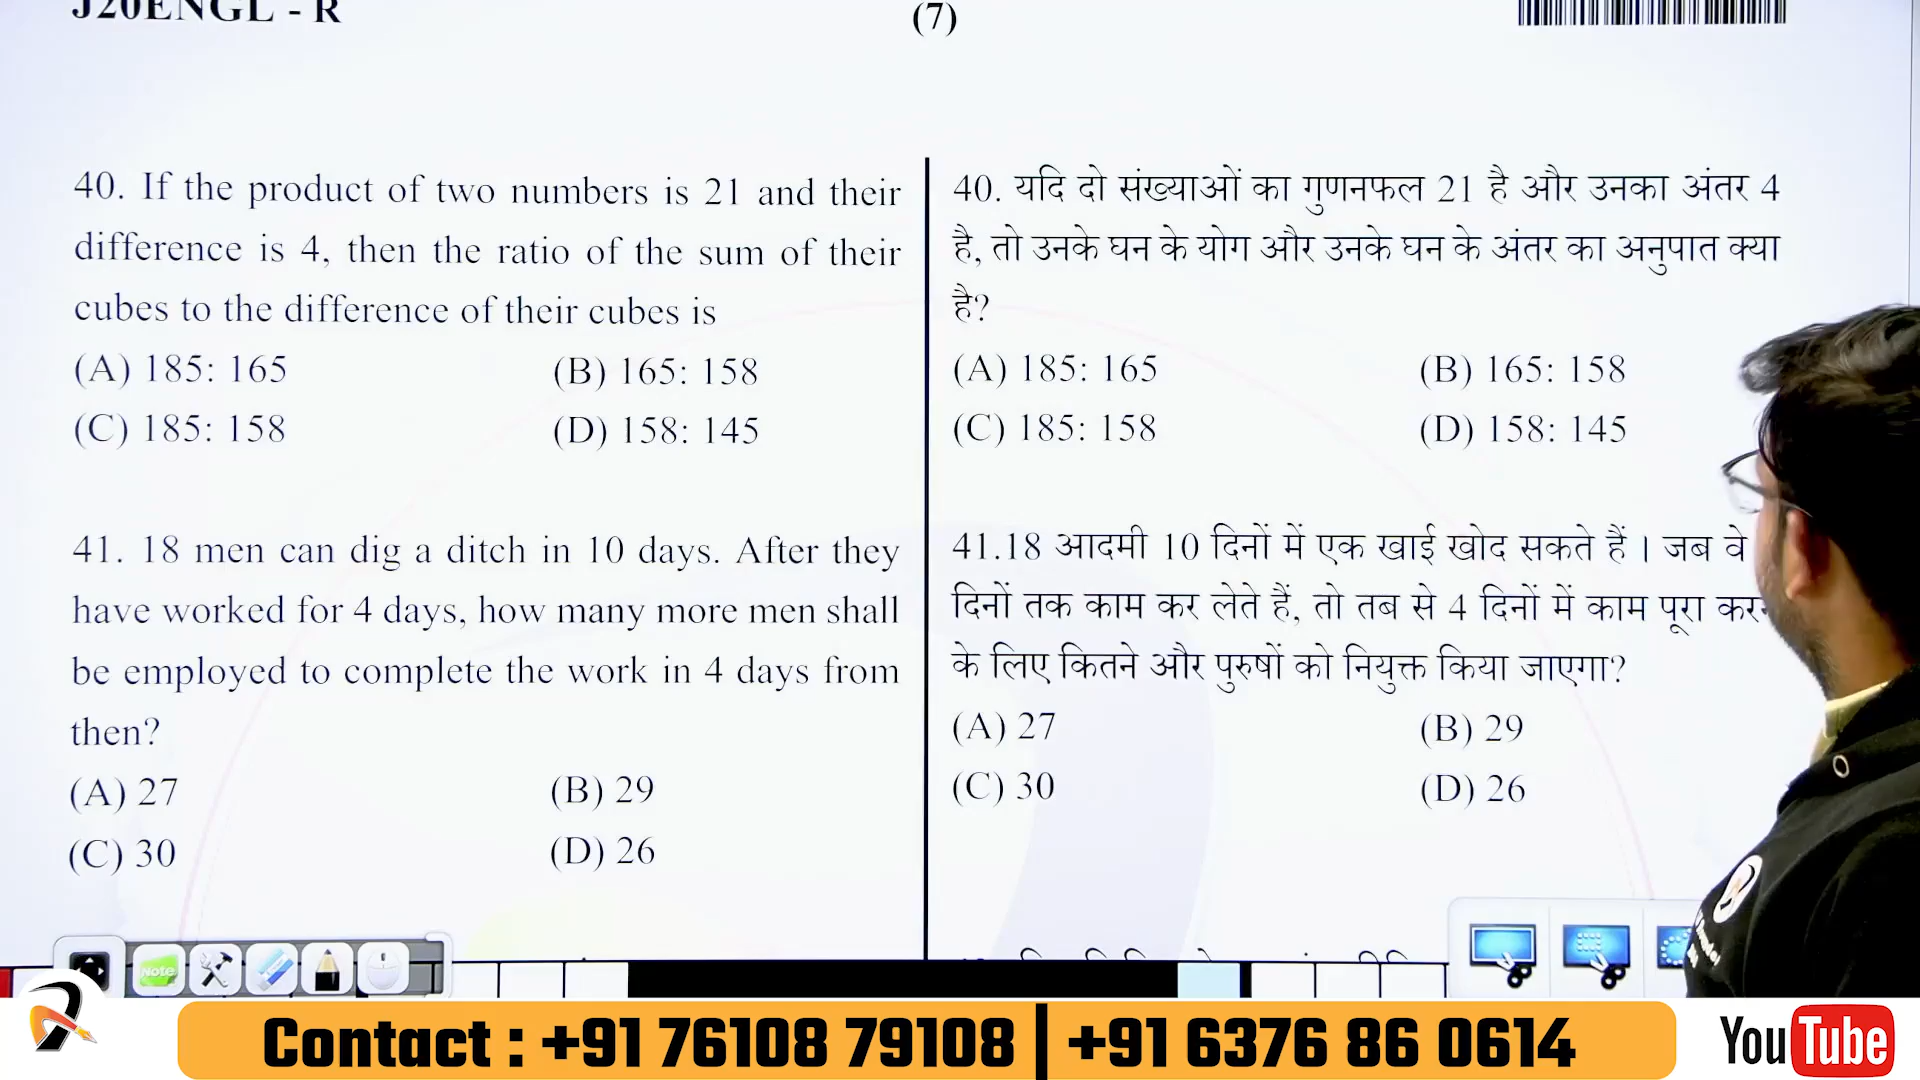 J20ENGL - R
(7)
40. If the product of two numbers is 21 and their
difference is 4, then the ratio of the sum of their
cubes to the difference of their cubes is
(A) 185: 165 (B) 165: 158
(C) 185: 158 (D) 158: 145
41. 18 men can dig a ditch in 10 days. After they
have worked for 4 days, how many more men shall
be employed to complete the work in 4 days from
then?
(A) 27 (B) 29
(C) 30 (D) 26
40. यदि दो संख्याओं का गुणनफल 21 है और उनका अंतर 4
है, तो उनके घन के योग और उनके घन के अंतर का अनुपात क्या
है?
(A) 185: 165 (B) 165: 158
(C) 185: 158 (D) 158: 145
41.18 आदमी 10 दिनों में एक खाई खोद सकते हैं। जब वे
दिनों तक काम कर लेते हैं, तो तब से 4 दिनों में काम पूरा
के लिए कितने और पुरुषों को नियुक्त किया जाएगा?
(A) 27 (B) 29
(C) 30 (D) 26
Note
Contact : +91 76108 79108 | +91 6376 86 0614
YouTube